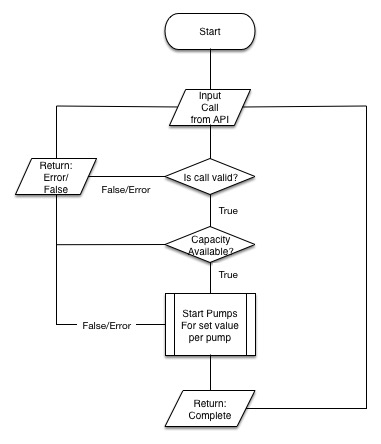 Start
Input
Call
from API
Return:
Error/
False
Is call valid?
False/Error
True
Capacity
Available?
True
Start Pumps
For set value
per pump
False/Error
Return:
Complete